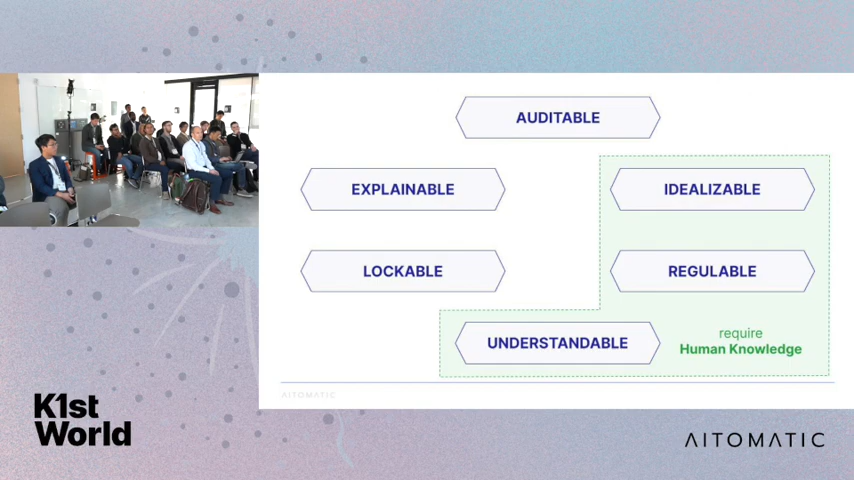 AUDITABLE
EXPLAINABLE
IDEALIZABLE
LOCKABLE
REGULABLE
UNDERSTANDABLE
require
Human Knowledge
AITOMATIC
K1st
World
AITOMATIC